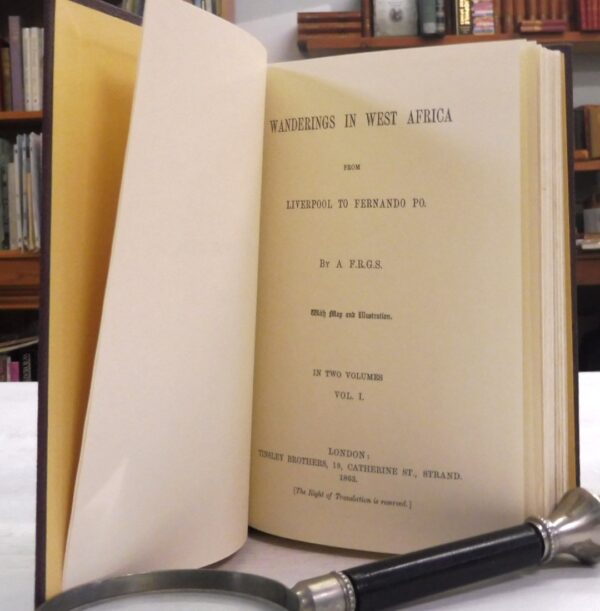 WANDERINGS IN WEST AFRICA
FROM
LIVERPOOL TO FERNANDO PO.
BY A F.R.G.S.
With Map and Illustration.
IN TWO VOLUMES
VOL. I.
LONDON:
TINSLEY BROTHERS, 18, CATHERINE ST., STRAND.
1863.
[The Right of Translation is reserved.]